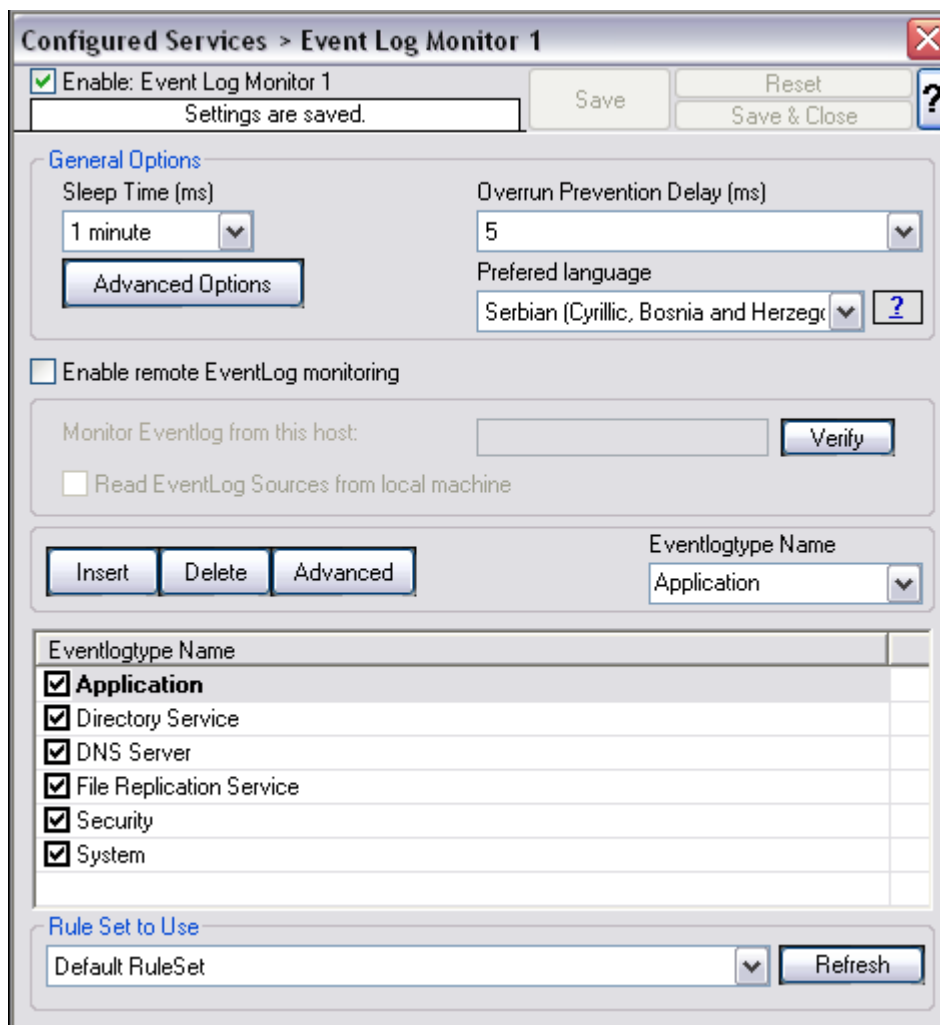 Configured Services > Event Log Monitor 1
Enable: Event Log Monitor 1
Settings are saved.
Save
Reset
Save & Close
?
General Options
Sleep Time (ms)
Overrun Prevention Delay (ms)
1 minute
5
Advanced Options
Prefered language
Serbian (Cyrillic, Bosnia and Herzego
?
Enable remote EventLog monitoring
Monitor Eventlog from this host:
Verify
Read EventLog Sources from local machine
Insert
Delete
Advanced
Eventlogtype Name
Application
Eventlogtype Name
Application
Directory Service
DNS Server
File Replication Service
Security
System
Rule Set to Use
Default RuleSet
Refresh